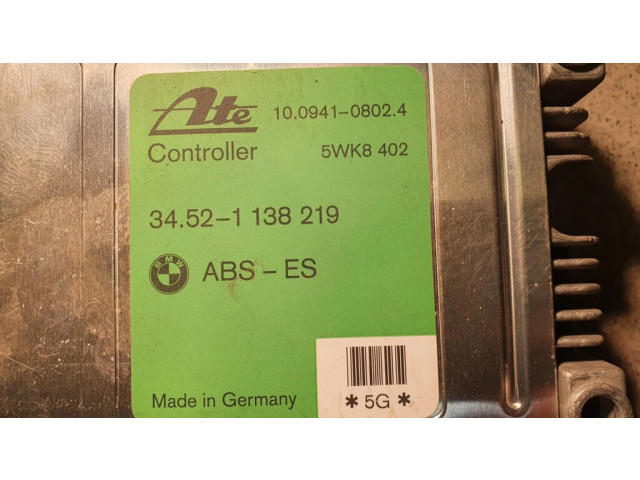 Ate
10.0941-0802.4
Controller
5WK8 402
34.52-1 138 219
BMW
ABS - ES
Made in Germany
* 5G *